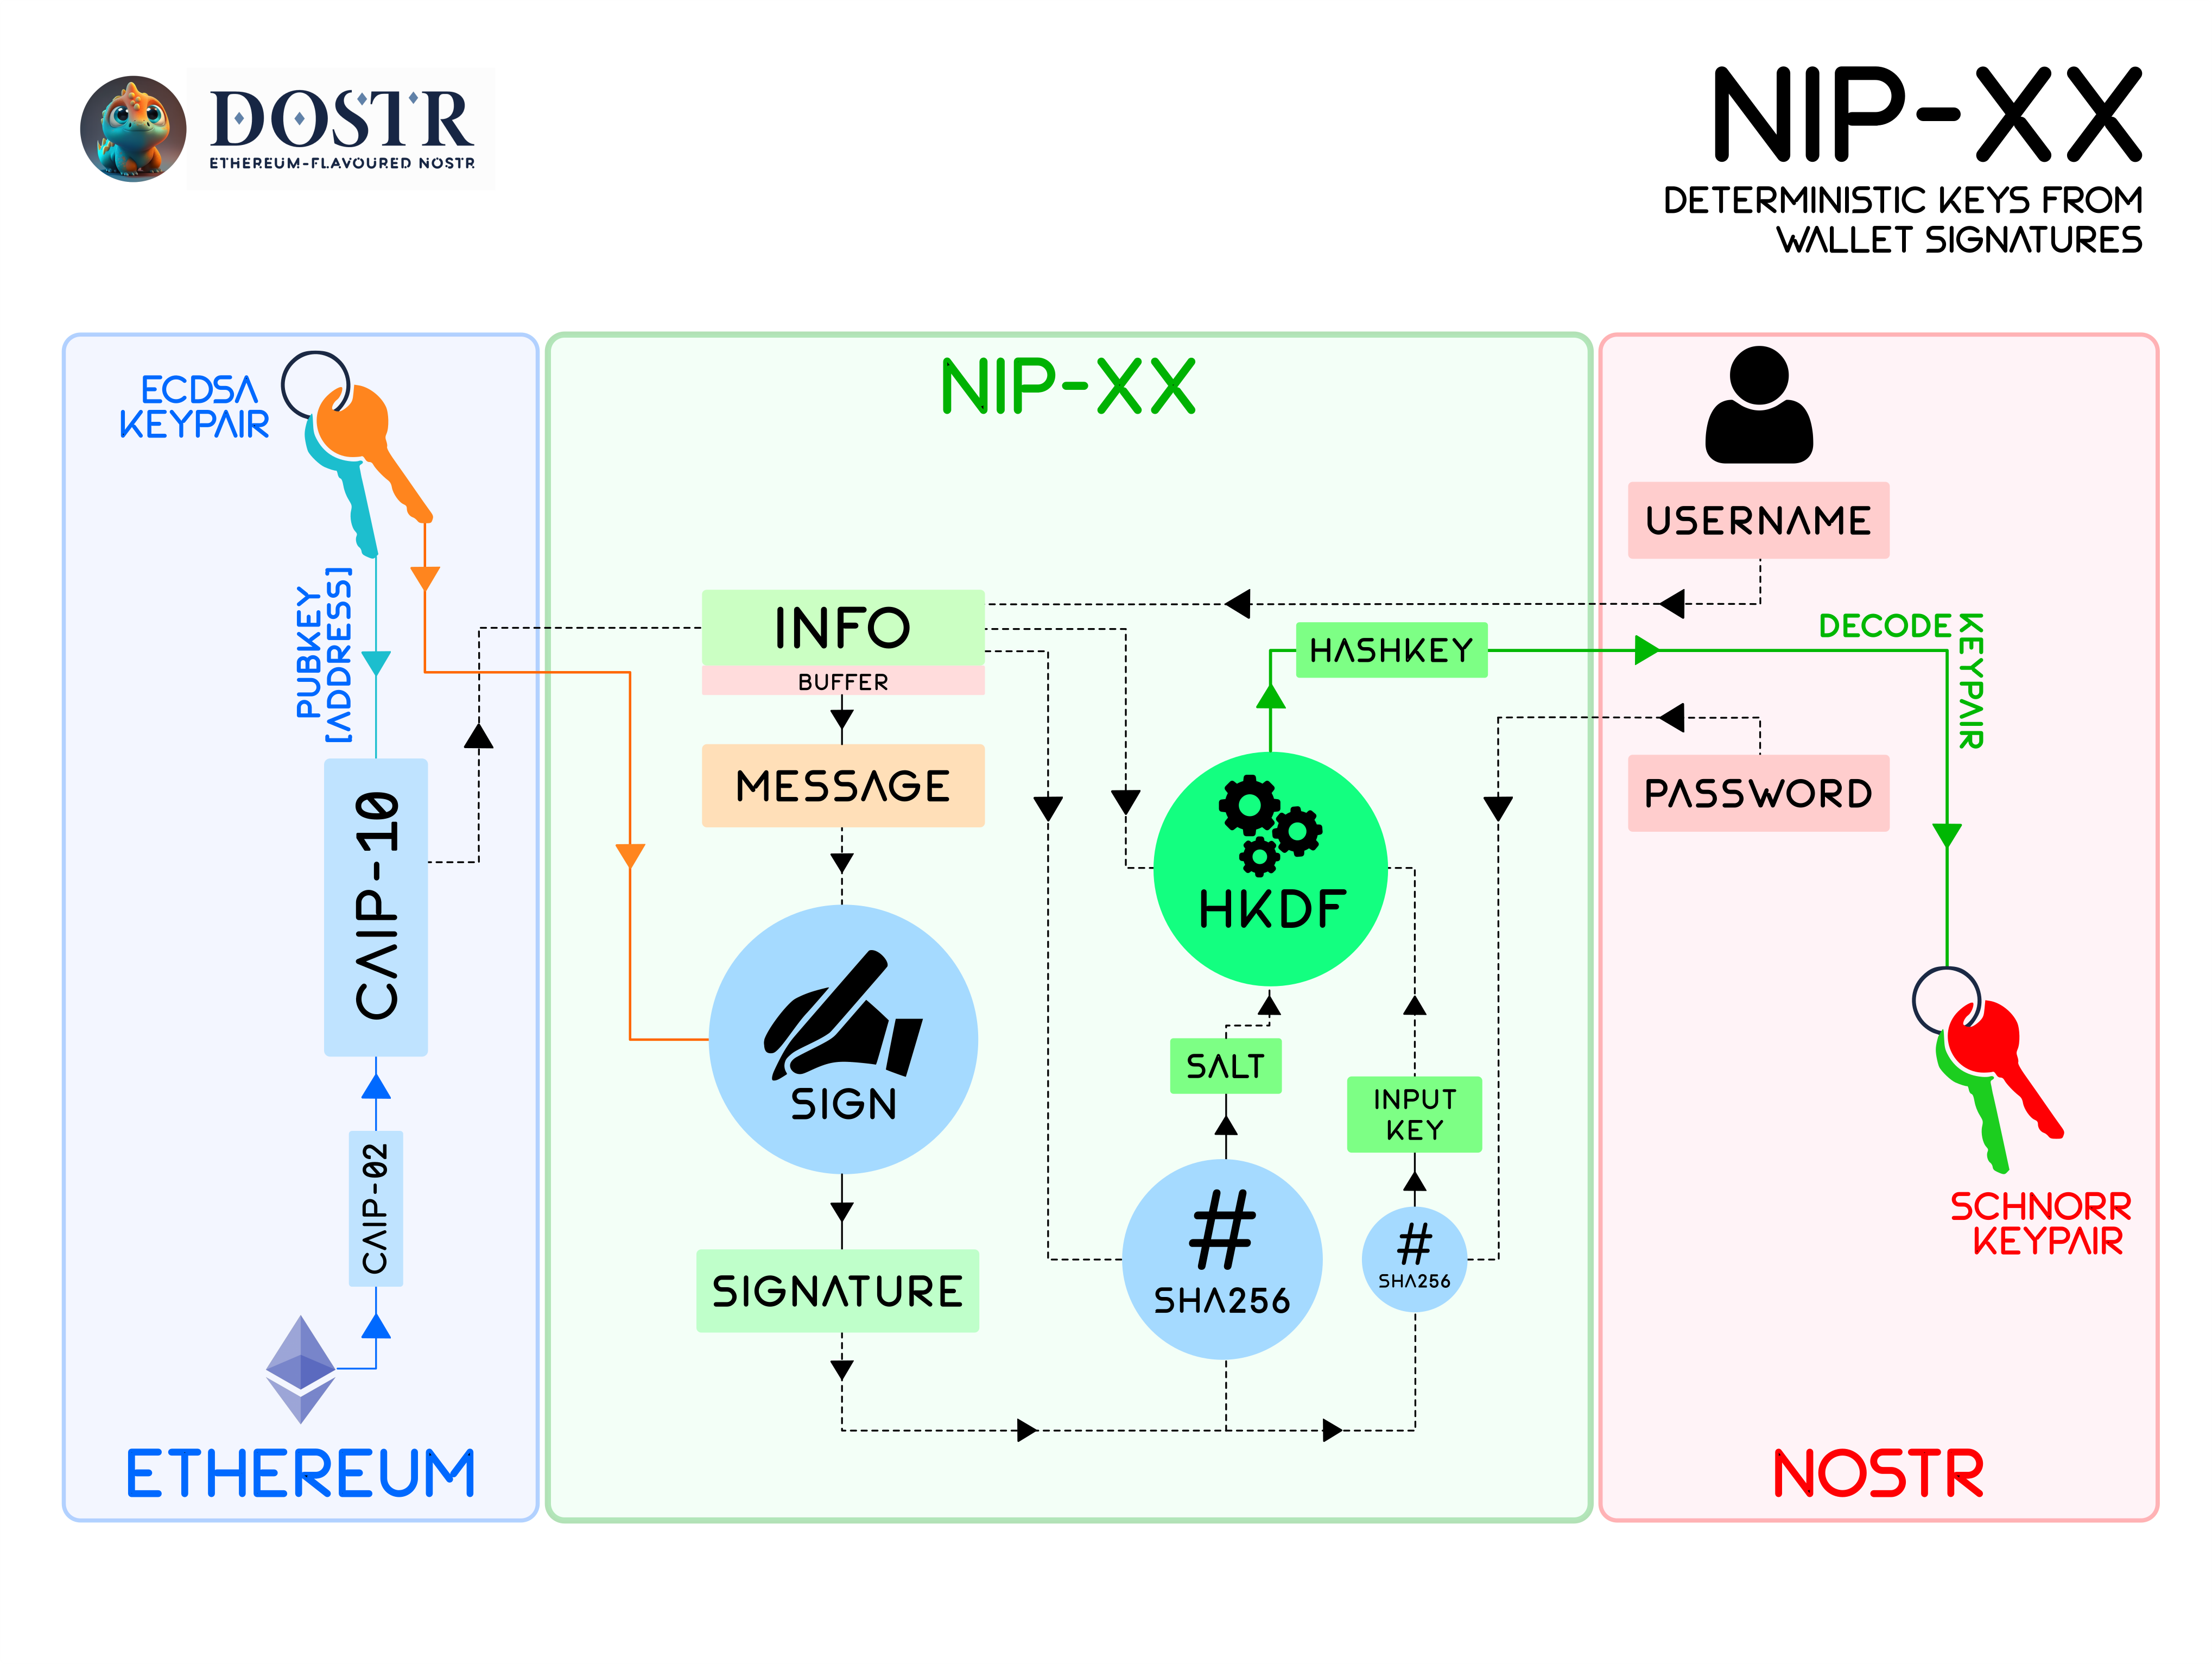 DOSTR
ETHEREUM-FLAVOURED NOSTR
NIP-XX
DETERMINISTIC KEYS FROM
WALLET SIGNATURES
ECDSA
KEYPAIR
PUBKEY
[ADDRESS]
CAIP-10
CAIP-02
ETHEREUM
NIP-XX
INFO
BUFFER
MESSAGE
SIGN
SIGNATURE
HASHKEY
HKDF
SALT
INPUT
KEY
#
SHA256
#
SHA256
USERNAME
DECODE
KEYPAIR
PASSWORD
SCHNORR
KEYPAIR
NOSTR